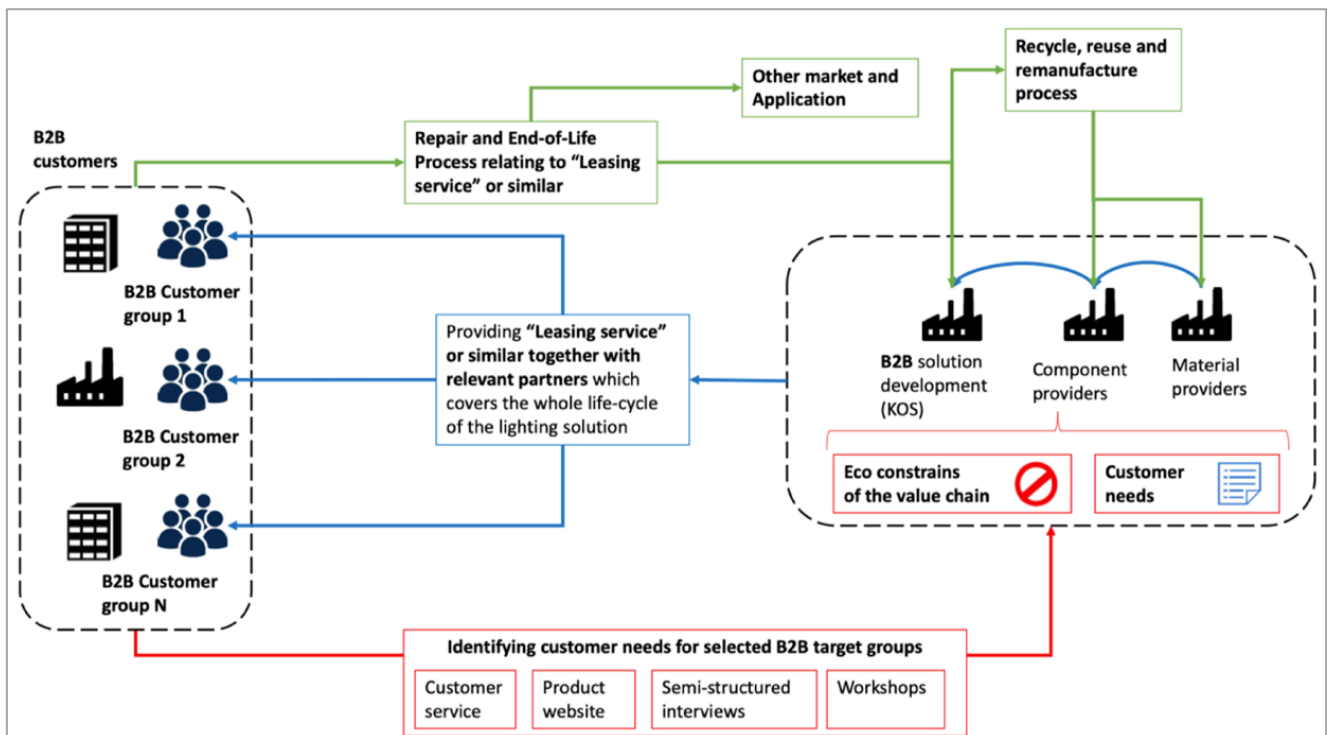 Recycle, reuse and
remanufacture
process
Other market and
Application
B2B
customers
Repair and End-of-Life
Process relating to “Leasing
service” or similar
B2B Customer
group 1
B2B Customer
group 2
B2B Customer
group N
Providing “Leasing service”
or similar together with
relevant partners which
covers the whole life-cycle
of the lighting solution
B2B solution
development
(KOS)
Component
providers
Material
providers
Eco constrains
of the value chain
Customer
needs
Identifying customer needs for selected B2B target groups
Customer
service
Product
website
Semi-structured
interviews
Workshops